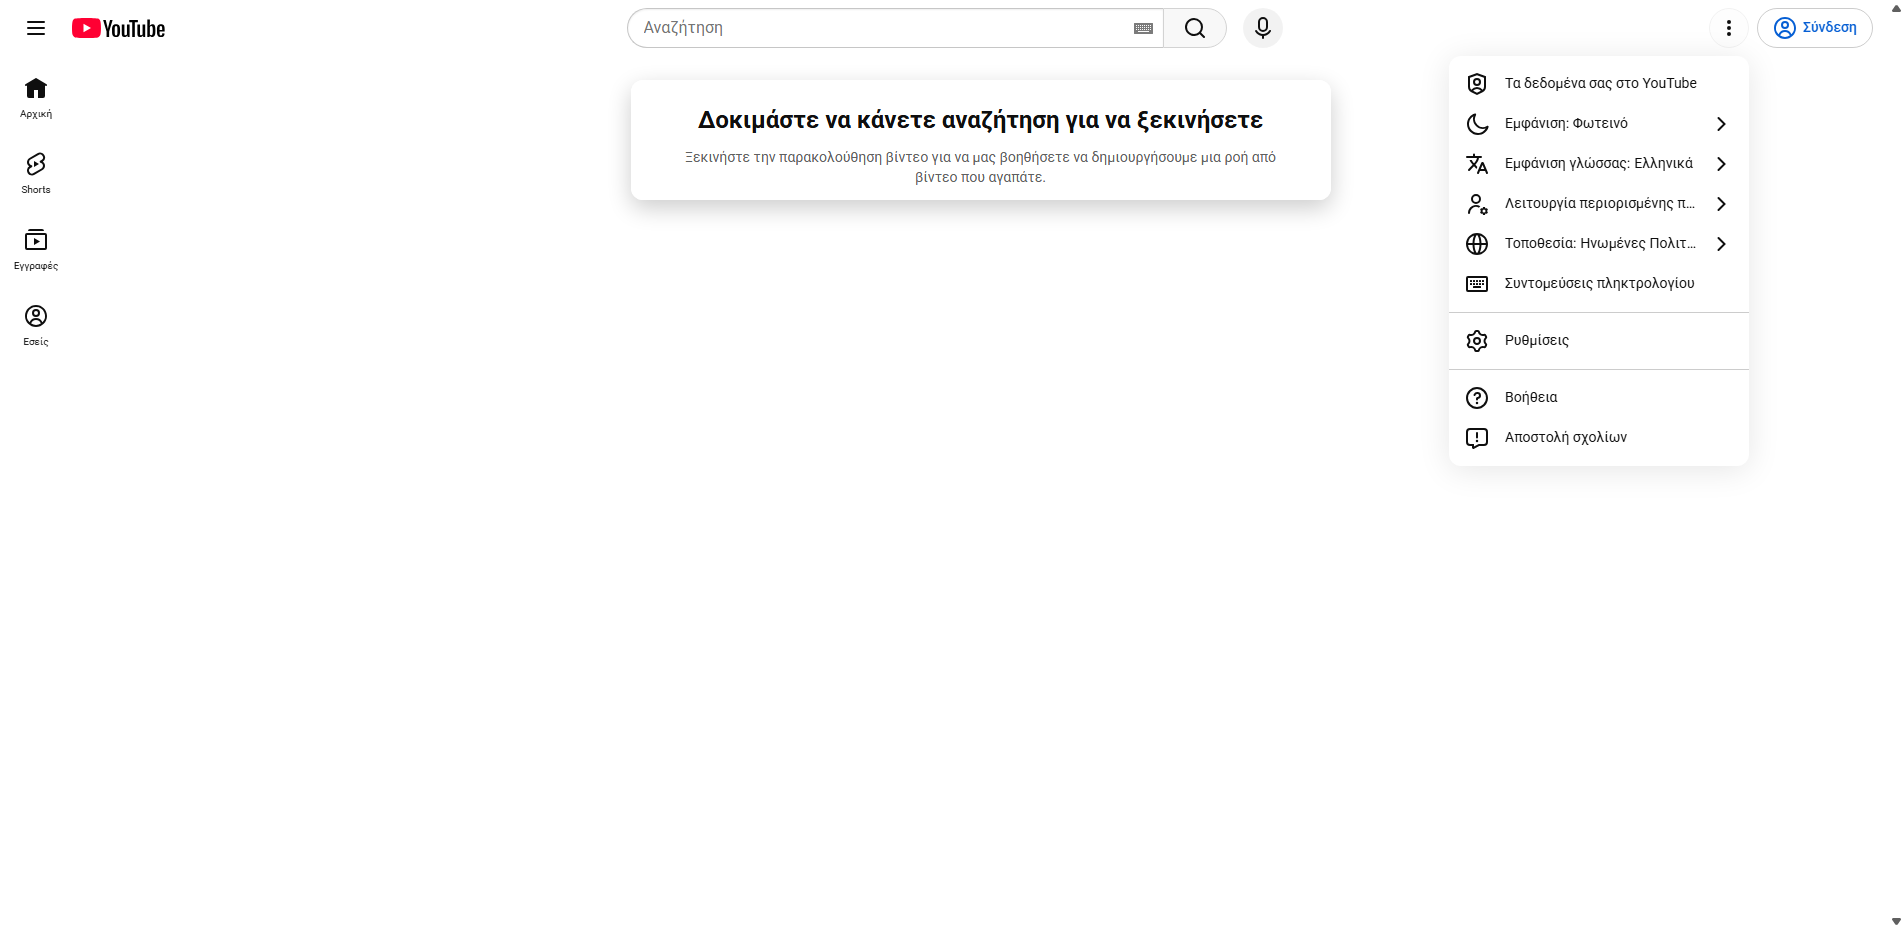 YouTube
Αναζήτηση
Σύνδεση
Αρχική
Shorts
Εγγραφές
Εσείς
Δοκιμάστε να κάνετε αναζήτηση για να ξεκινήσετε
Ξεκινήστε την παρακολούθηση βίντεο για να μας βοηθήσετε να δημιουργήσουμε μια ροή από
βίντεο που αγαπάτε.
Τα δεδομένα σας στο YouTube
Εμφάνιση: Φωτεινό
Εμφάνιση γλώσσας: Ελληνικά
Λειτουργία περιορισμένης π...
Τοποθεσία: Ηνωμένες Πολιτ...
Συντομεύσεις πληκτρολογίου
Ρυθμίσεις
Βοήθεια
Αποστολή σχολίων